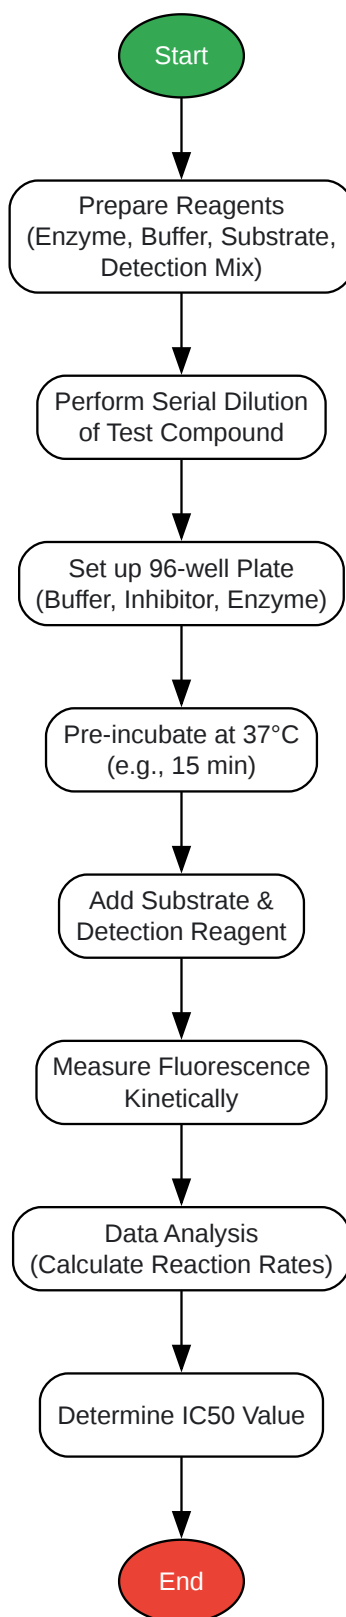 Start
Prepare Reagents
(Enzyme, Buffer, Substrate,
Detection Mix)
Perform Serial Dilution
of Test Compound
Set up 96-well Plate
(Buffer, Inhibitor, Enzyme)
Pre-incubate at 37°C
(e.g., 15 min)
Add Substrate &
Detection Reagent
Measure Fluorescence
Kinetically
Data Analysis
(Calculate Reaction Rates)
Determine IC50 Value
End